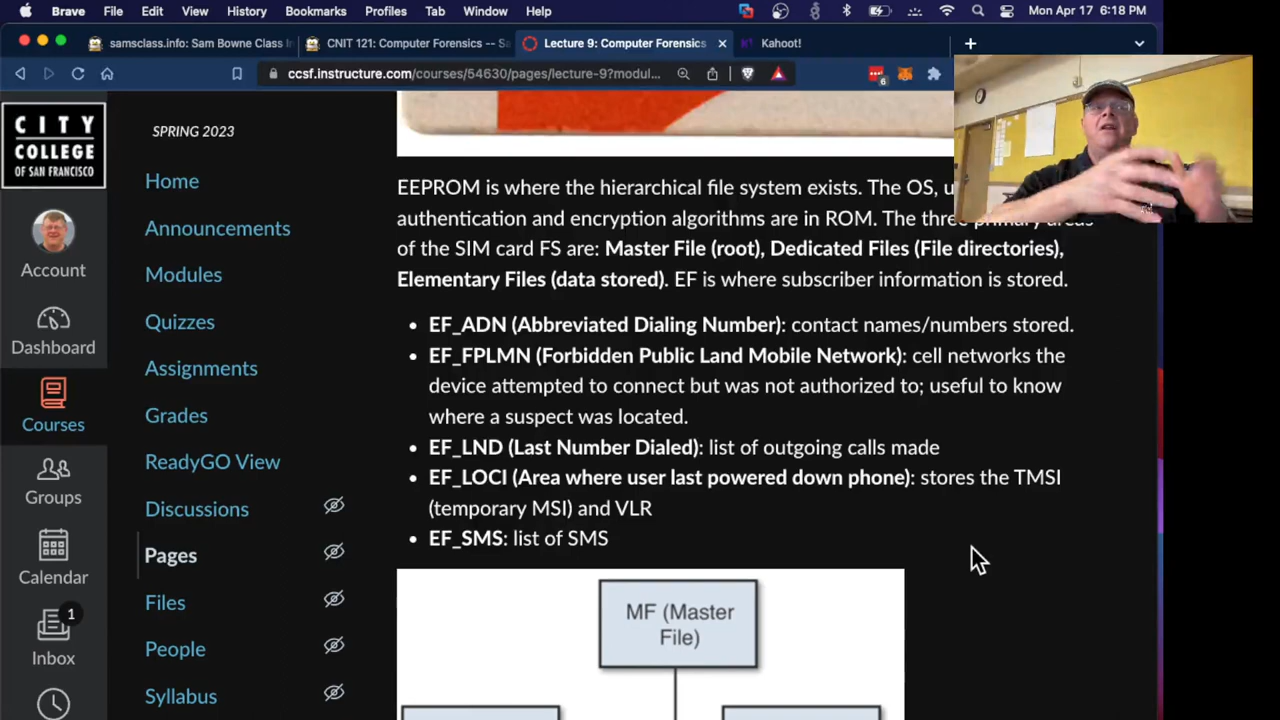 Brave File Edit View History Bookmarks Profiles Tab Window Help Mon Apr 17 6:18 PM
samsclass.info: Sam Bowne Class In
CNIT 121: Computer Forensics -- Sa
Lecture 9: Computer Forensics
Kahoot!
ccsf.instructure.com/courses/54630/pages/lecture-9?modul...
6
CITY
COLLEGE
OF SAN FRANCISCO
Account
Dashboard
Courses
Groups
Calendar
1
Inbox
SPRING 2023
Home
Announcements
Modules
Quizzes
Assignments
Grades
ReadyGO View
Discussions
Pages
Files
People
Syllabus
EEPROM is where the hierarchical file system exists. The OS, u
authentication and encryption algorithms are in ROM. The three primary areas
of the SIM card FS are: Master File (root), Dedicated Files (File directories),
Elementary Files (data stored). EF is where subscriber information is stored.
• EF_ADN (Abbreviated Dialing Number): contact names/numbers stored.
• EF_FPLMN (Forbidden Public Land Mobile Network): cell networks the
device attempted to connect but was not authorized to; useful to know
where a suspect was located.
• EF_LND (Last Number Dialed): list of outgoing calls made
• EF_LOCI (Area where user last powered down phone): stores the TMSI
(temporary MSI) and VLR
• EF_SMS: list of SMS
MF (Master
File)